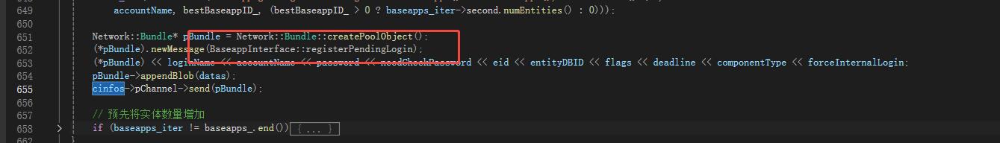 649 accountName, bestBaseappID_, (bestBaseappID_ > 0 ? baseapps_iter->second.numEntities() : 0)));
650
651 Network::Bundle* pBundle = Network::Bundle::createPoolObject();
652 (*pBundle).newMessage(BaseappInterface::registerPendingLogin);
653 (*pBundle) << loginName << accountName << password << needCheckPassword << eid << entityDBID << flags << deadline << componentType << forceInternalLogin;
654 pBundle->appendBlob(datas);
655 cinfos->pChannel->send(pBundle);
656
657 // 预先将实体数量增加
658 if (baseapps_iter != baseapps_.end()) { ... }
662 }